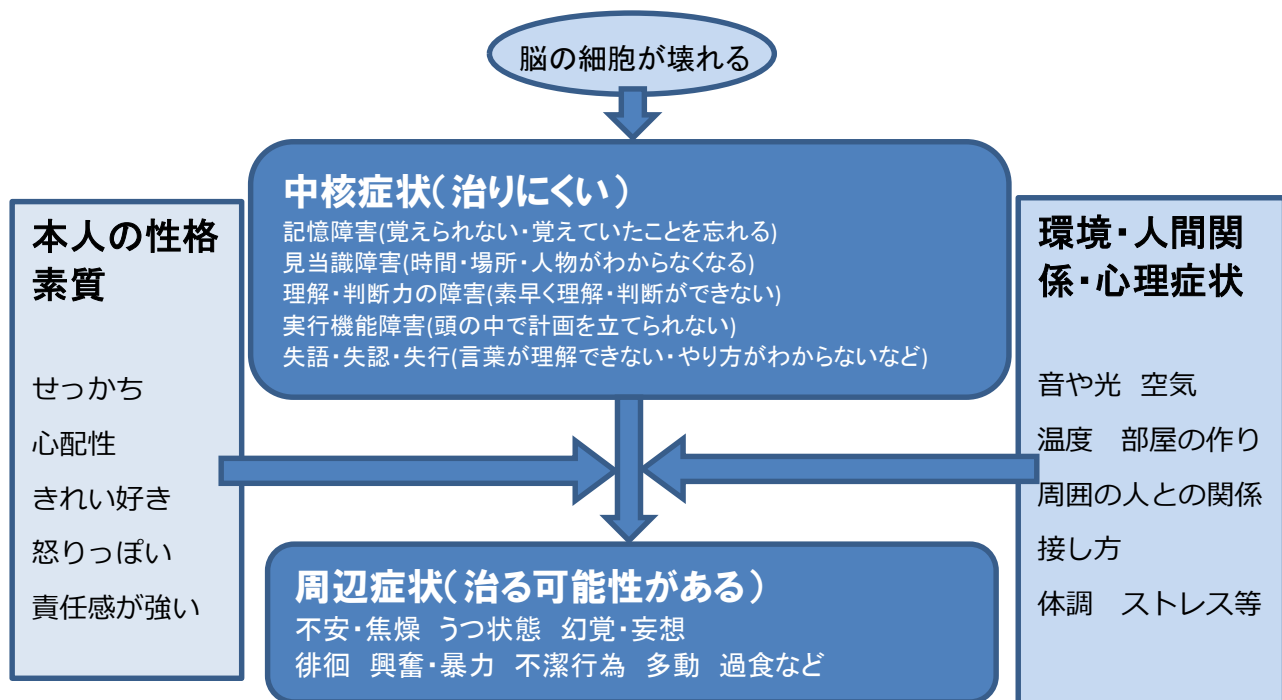 脳の細胞が壊れる
中核症状(治りにくい)
記憶障害(覚えられない・覚えていたことを忘れる)
見当識障害(時間・場所・人物がわからなくなる)
理解・判断力の障害(素早く理解・判断ができない)
実行機能障害(頭の中で計画を立てられない)
失語・失認・失行(言葉が理解できない・やり方がわからないなど)
本人の性格
素質
せっかち
心配性
きれい好き
怒りっぽい
責任感が強い
環境・人間関
係・心理症状
音や光 空気
温度 部屋の作り
周囲の人との関係
接し方
体調 ストレス等
周辺症状(治る可能性がある)
不安・焦燥 うつ状態 幻覚・妄想
徘徊 興奮・暴力 不潔行為 多動 過食など